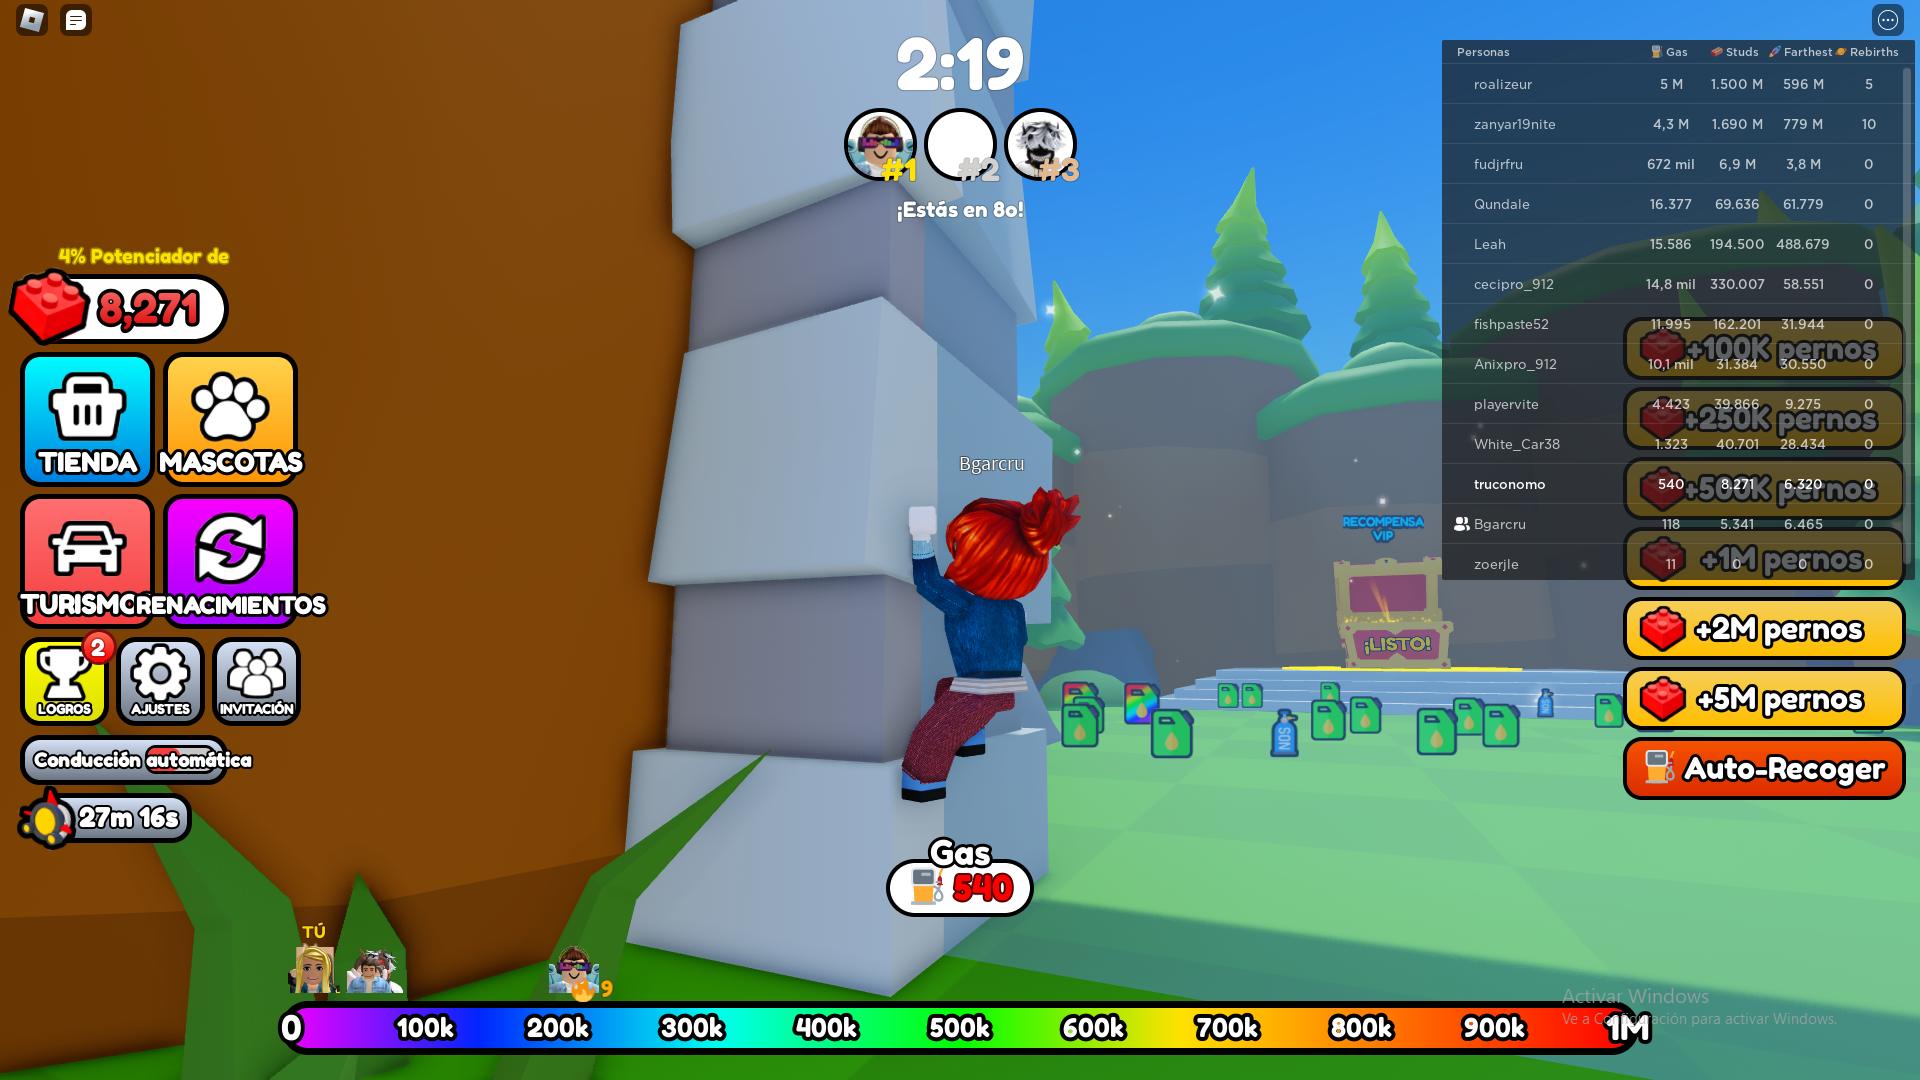 2:19
#1
#2
#3
¡Estás en 8o!
4% Potenciador de
8,271
TIENDA
MASCOTAS
TURISMO
RENACIMIENTOS
2
LOGROS
AJUSTES
INVITACIÓN
Conducción automática
27m 16s
Bgarcru
Gas
540
RECOMPENSA
VIP
¡LISTO!
NOS
NOS
Personas Gas Studs Farthest Rebirths
roalizeur 5 M 1.500 M 596 M 5
zanyar19nite 4,3 M 1.690 M 779 M 10
fudjrfru 672 mil 6,9 M 3,8 M 0
Qundale 16.377 69.636 61.779 0
Leah 15.586 194.500 488.679 0
cecipro_912 14,8 mil 330.007 58.551 0
fishpaste52 11.995 162.201 31.944 0
Anixpro_912 10,1 mil 31.384 30.550 0
playervite 4.423 39.866 9.275 0
White_Car38 1.323 40.701 28.434 0
truconomo 540 8.271 6.320 0
Bgarcru 118 5.341 6.465 0
zoerjle 11 0 0 0
+100K pernos
+250K pernos
+500K pernos
+1M pernos
+2M pernos
+5M pernos
Auto-Recoger
TÚ
9
0 100k 200k 300k 400k 500k 600k 700k 800k 900k 1M
Activar Windows
Ve a Configuración para activar Windows.